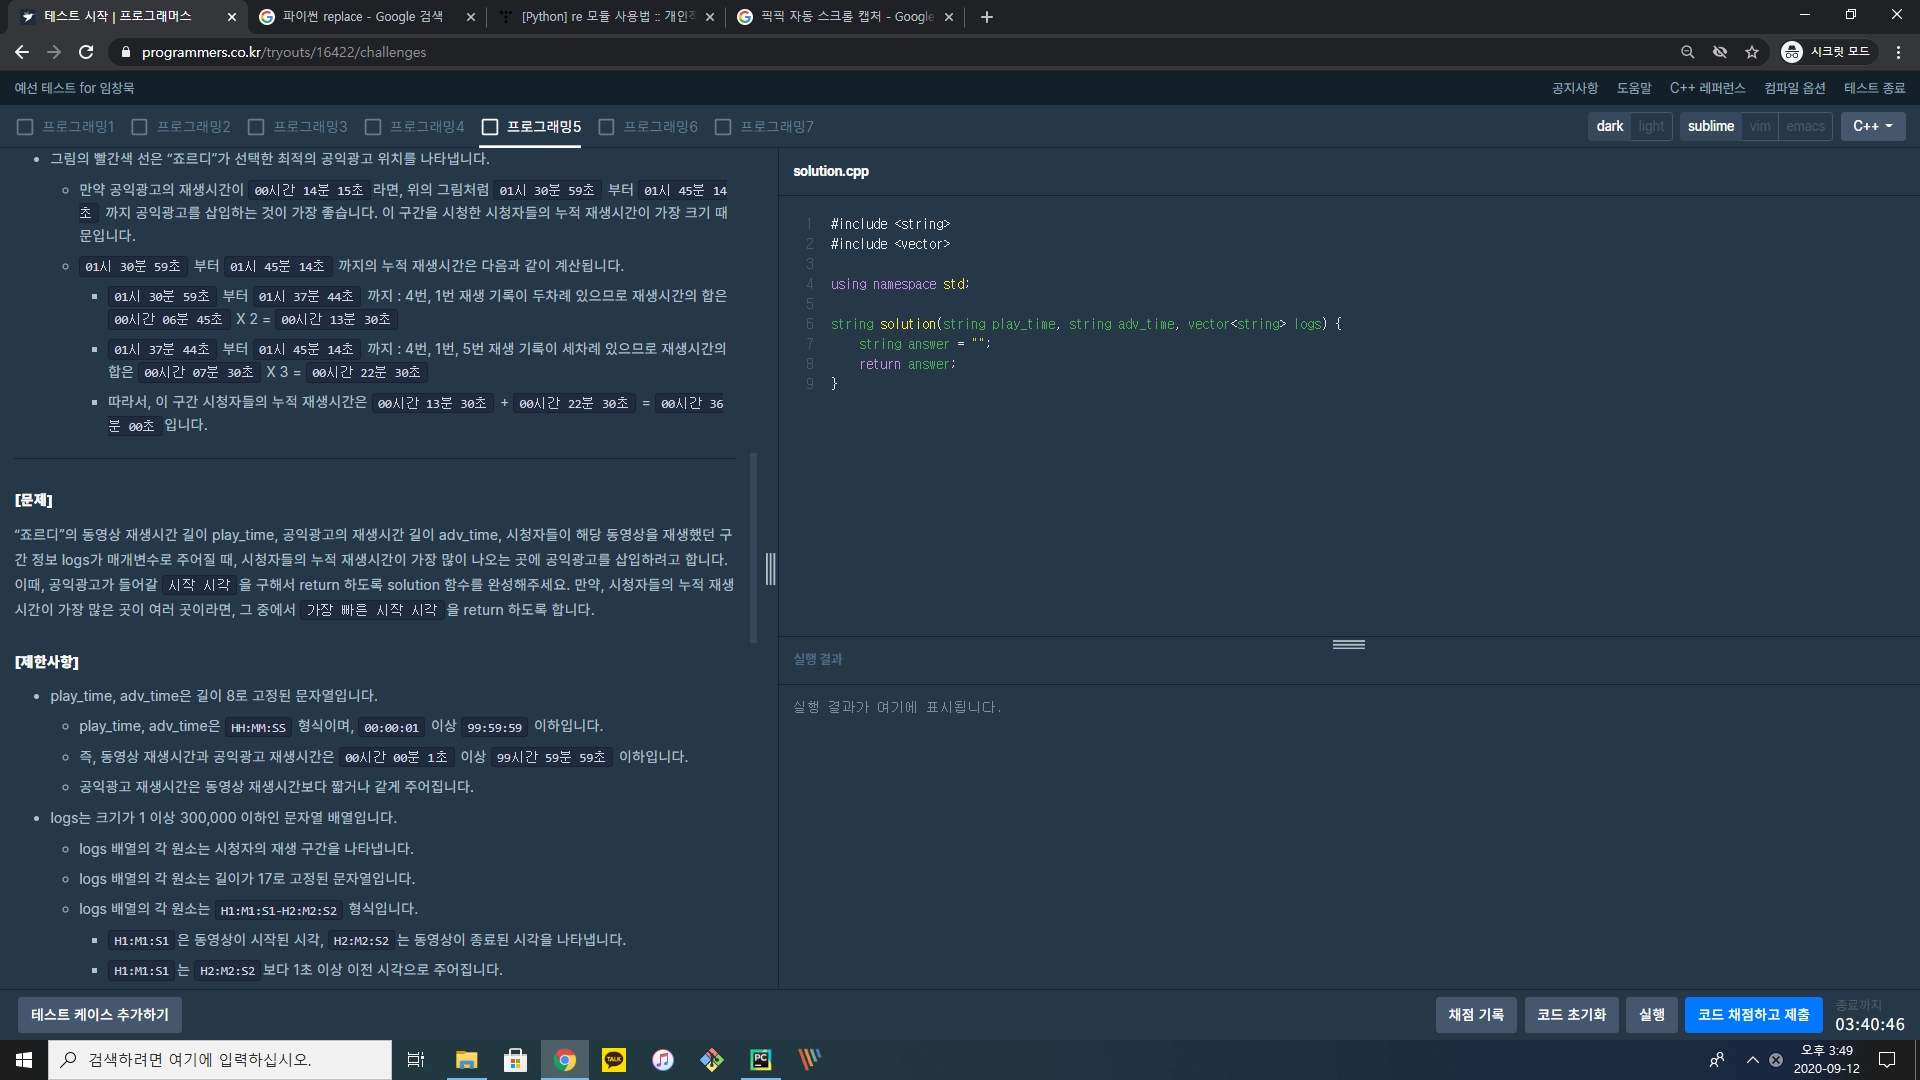 테스트 시작 | 프로그래머스
파이썬 replace - Google 검색
[Python] re 모듈 사용법 :: 개인적
픽픽 자동 스크롤 캡처 - Google
programmers.co.kr/tryouts/16422/challenges
시크릿 모드
예선 테스트 for 임창묵
공지사항 도움말 C++ 레퍼런스 컴파일 옵션 테스트 종료
프로그래밍1 프로그래밍2 프로그래밍3 프로그래밍4 프로그래밍5 프로그래밍6 프로그래밍7
dark light sublime vim emacs C++
• 그림의 빨간색 선은 “죠르디”가 선택한 최적의 공익광고 위치를 나타냅니다.
만약 공익광고의 재생시간이 00시간 14분 15초 라면, 위의 그림처럼 01시 30분 59초 부터 01시 45분 14
초 까지 공익광고를 삽입하는 것이 가장 좋습니다. 이 구간을 시청한 시청자들의 누적 재생시간이 가장 크기 때
문입니다.
01시 30분 59초 부터 01시 45분 14초 까지의 누적 재생시간은 다음과 같이 계산됩니다.
01시 30분 59초 부터 01시 37분 44초 까지 : 4번, 1번 재생 기록이 두차례 있으므로 재생시간의 합은
00시간 06분 45초 X 2 = 00시간 13분 30초
01시 37분 44초 부터 01시 45분 14초 까지 : 4번, 1번, 5번 재생 기록이 세차례 있으므로 재생시간의
합은 00시간 07분 30초 X 3 = 00시간 22분 30초
따라서, 이 구간 시청자들의 누적 재생시간은 00시간 13분 30초 + 00시간 22분 30초 = 00시간 36
분 00초 입니다.
[문제]
“죠르디”의 동영상 재생시간 길이 play_time, 공익광고의 재생시간 길이 adv_time, 시청자들이 해당 동영상을 재생했던 구
간 정보 logs가 매개변수로 주어질 때, 시청자들의 누적 재생시간이 가장 많이 나오는 곳에 공익광고를 삽입하려고 합니다.
이때, 공익광고가 들어갈 시작 시각 을 구해서 return 하도록 solution 함수를 완성해주세요. 만약, 시청자들의 누적 재생
시간이 가장 많은 곳이 여러 곳이라면, 그 중에서 가장 빠른 시작 시각 을 return 하도록 합니다.
[제한사항]
• play_time, adv_time은 길이 8로 고정된 문자열입니다.
play_time, adv_time은 HH:MM:SS 형식이며, 00:00:01 이상 99:59:59 이하입니다.
즉, 동영상 재생시간과 공익광고 재생시간은 00시간 00분 1초 이상 99시간 59분 59초 이하입니다.
공익광고 재생시간은 동영상 재생시간보다 짧거나 같게 주어집니다.
• logs는 크기가 1 이상 300,000 이하인 문자열 배열입니다.
logs 배열의 각 원소는 시청자의 재생 구간을 나타냅니다.
logs 배열의 각 원소는 길이가 17로 고정된 문자열입니다.
logs 배열의 각 원소는 H1:M1:S1-H2:M2:S2 형식입니다.
H1:M1:S1 은 동영상이 시작된 시각, H2:M2:S2 는 동영상이 종료된 시각을 나타냅니다.
H1:M1:S1 는 H2:M2:S2 보다 1초 이상 이전 시각으로 주어집니다.
solution.cpp
1 #include <string>
2 #include <vector>
3
4 using namespace std;
5
6 string solution(string play_time, string adv_time, vector<string> logs) {
7 string answer = "";
8 return answer;
9 }
실행 결과
실행 결과가 여기에 표시됩니다.
테스트 케이스 추가하기
채점 기록 코드 초기화 실행 코드 채점하고 제출
종료까지
03:40:46
검색하려면 여기에 입력하십시오.
TALK
PC
오후 3:49
2020-09-12